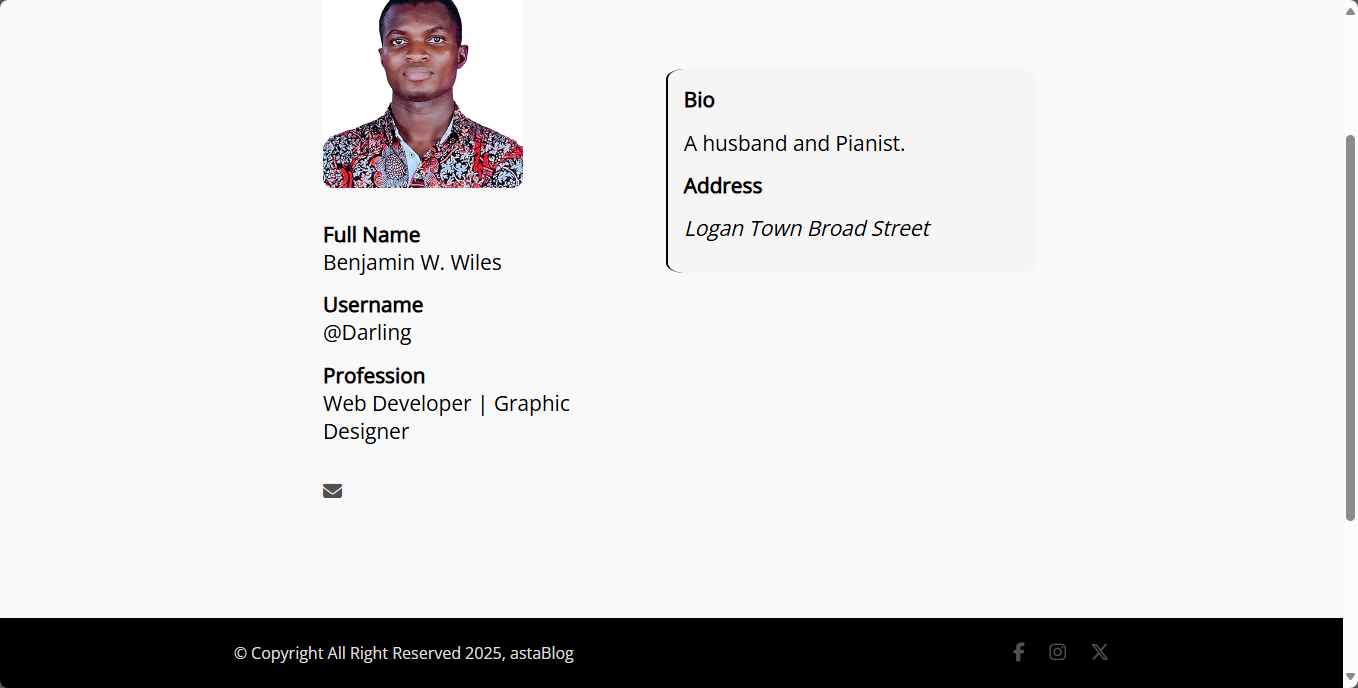 Full Name
Benjamin W. Wiles
Username
@Darling
Profession
Web Developer | Graphic
Designer
Bio
A husband and Pianist.
Address
Logan Town Broad Street
© Copyright All Right Reserved 2025, astaBlog